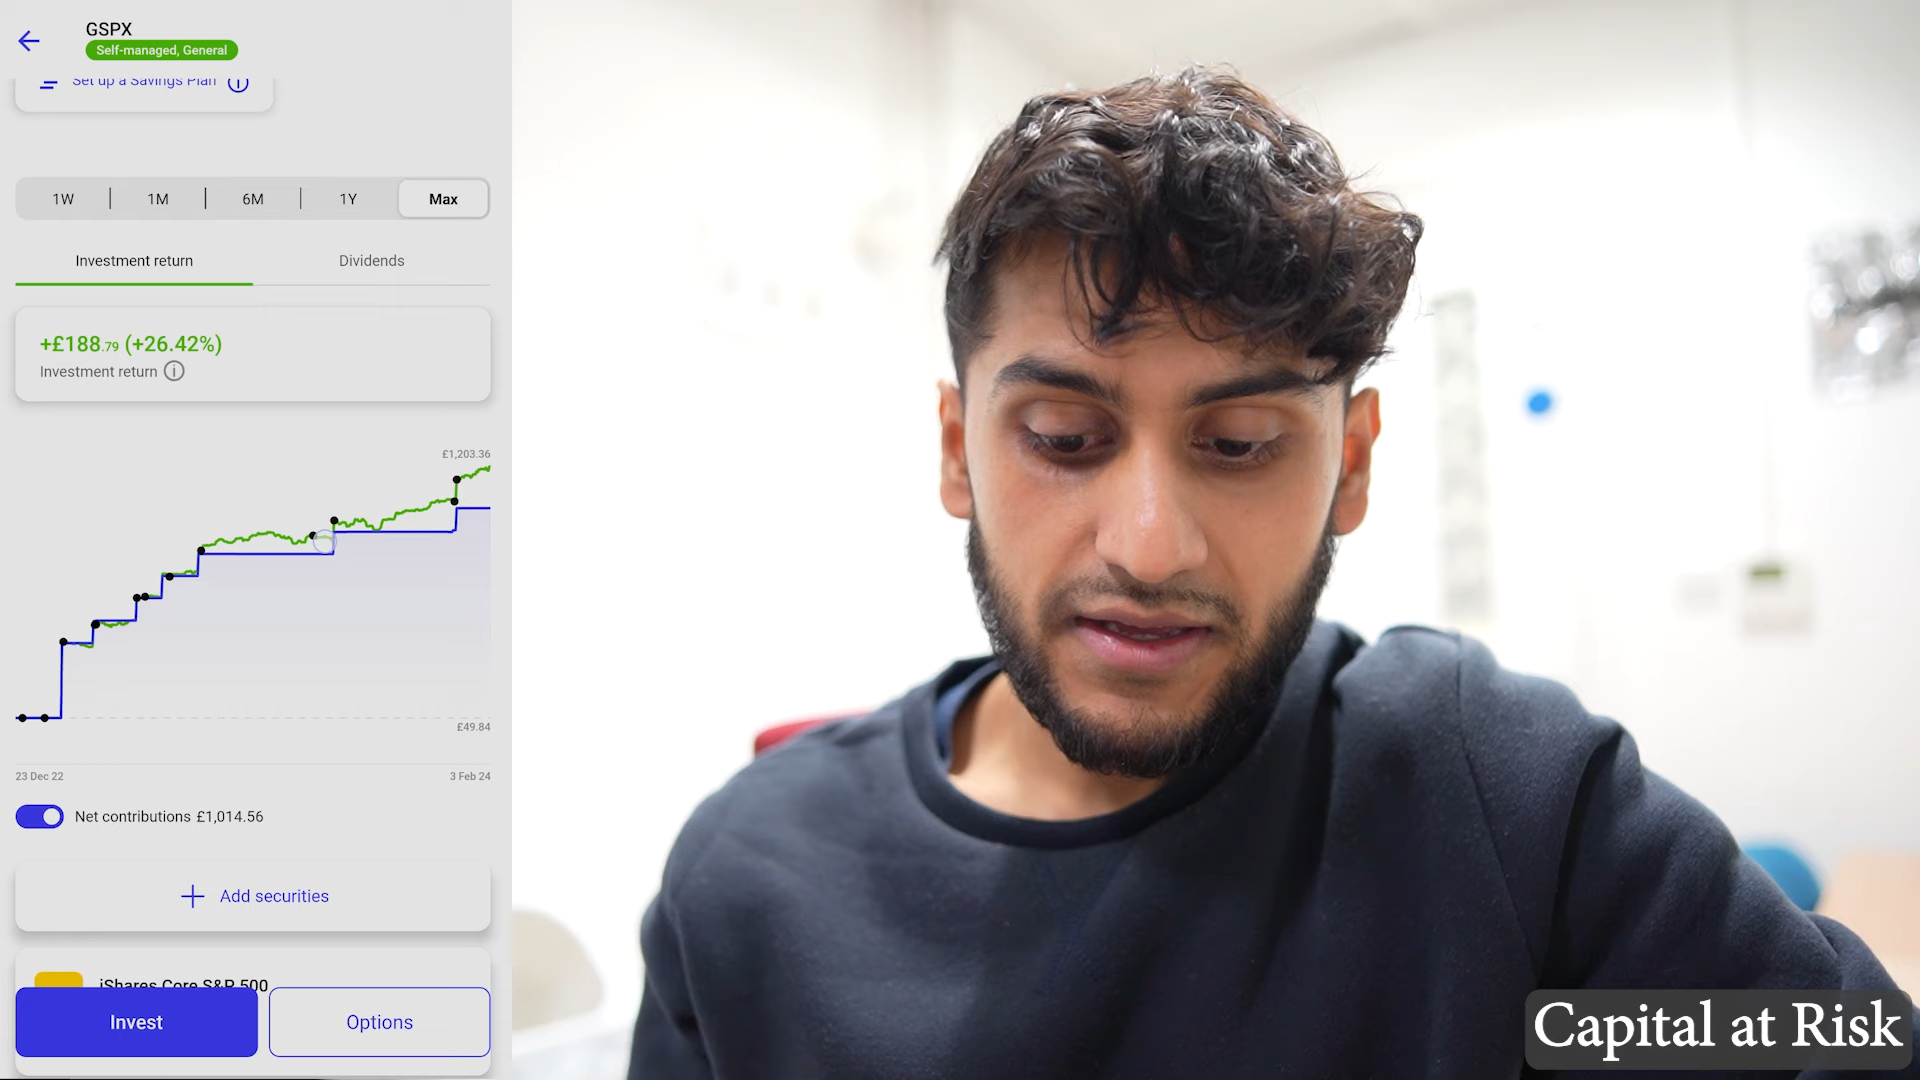 GSPX
Self-managed, General
Set up a Savings Plan
1W 1M 6M 1Y Max
Investment return Dividends
+£188.79 (+26.42%)
Investment return
£1,203.36
£49.84
23 Dec 22 3 Feb 24
Net contributions £1,014.56
Add securities
iShares Core S&P 500
Invest Options
Capital at Risk